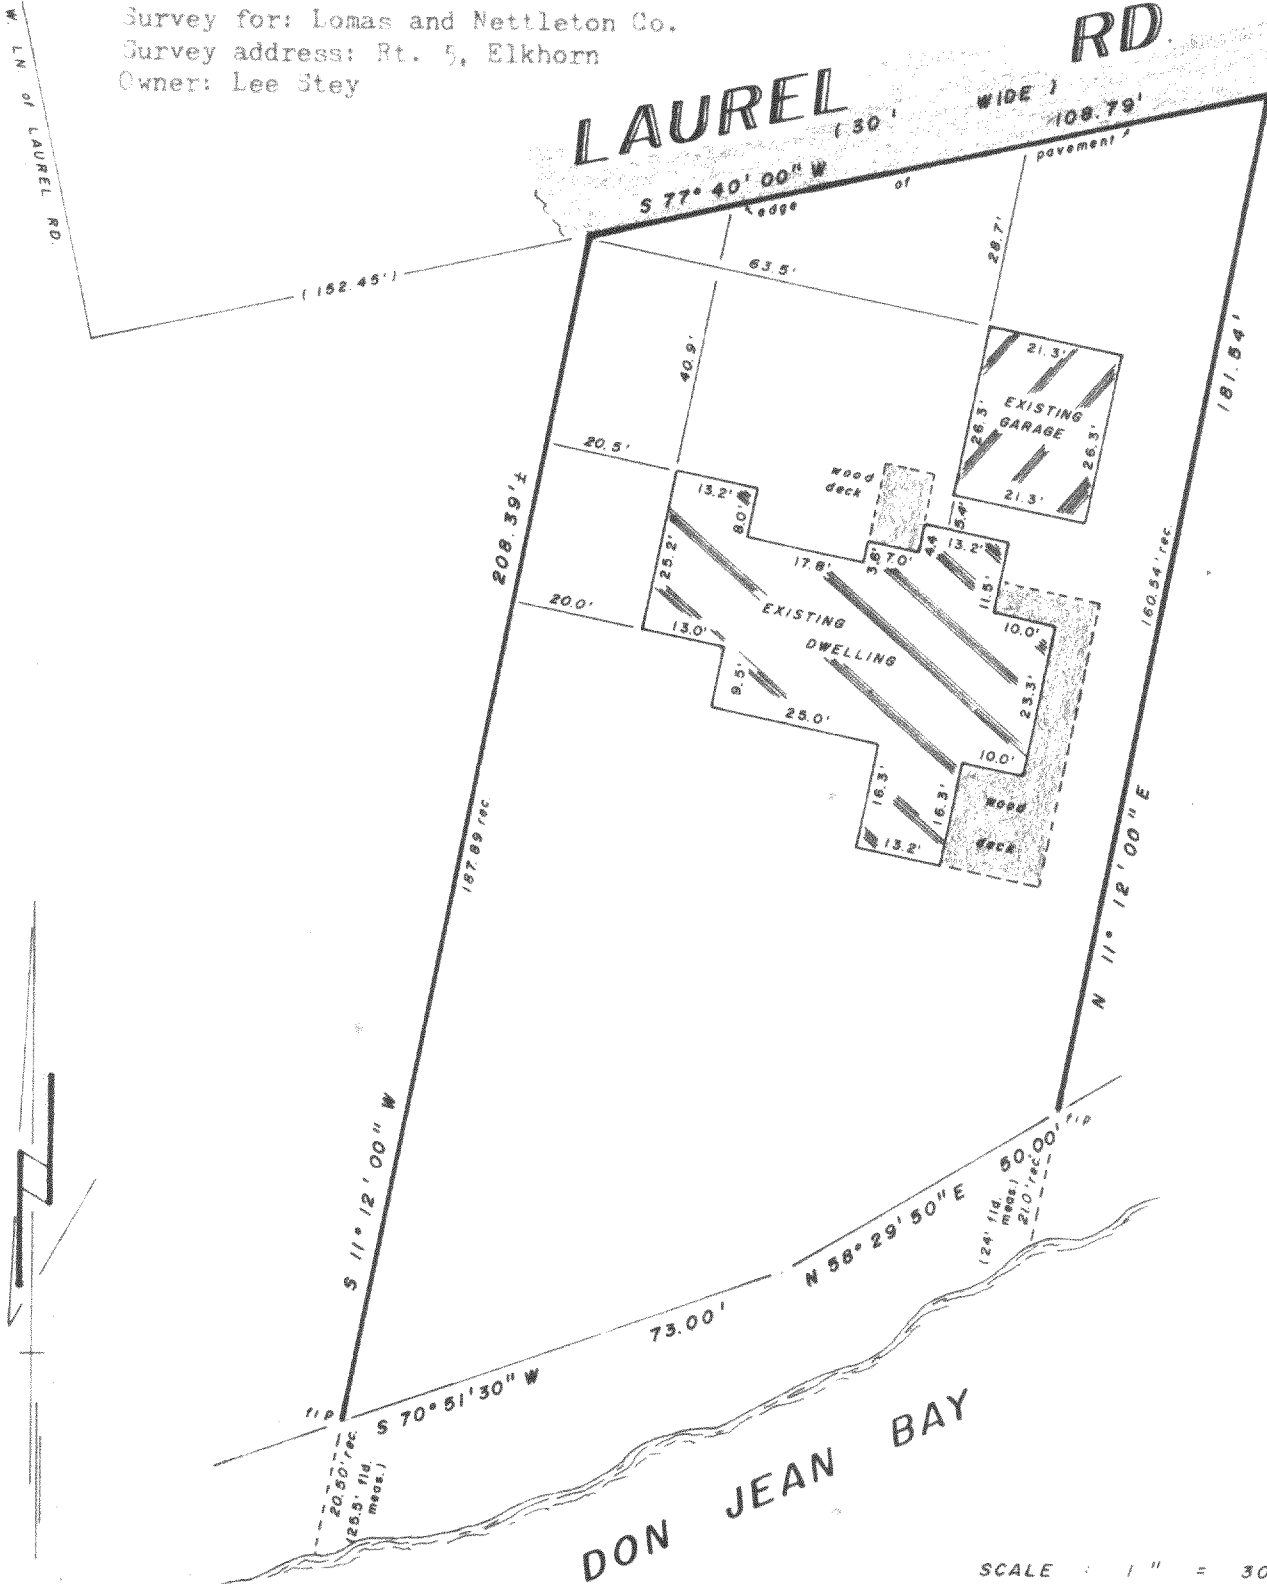 Survey for: Lomas and Nettleton Co.
Survey address: Rt. 5, Elkhorn
Owner: Lee Stey
W. LN of LAUREL RD.
LAUREL RD.
( 30' WIDE )
108.79'
S 77° 40' 00" W
edge of pavement
( 152.45' )
63.5'
28.7'
40.9'
20.5'
20.0'
208.39'±
187.89 rec.
S 11° 12' 00" W
181.54'
160.54' rec.
N 11° 12' 00" E
21.3'
EXISTING
GARAGE
26.3'
26.3'
21.3'
5.4'
wood
deck
13.2'
8.0'
17.8'
3.6'
7.0'
4.4
13.2'
11.5'
10.0'
25.2'
EXISTING
DWELLING
23.3'
13.0'
9.5'
25.0'
10.0'
16.3'
16.3'
13.2'
wood
deck
fip
50.00'
N 58° 29' 50" E
(24' fld.
meas.)
21.0' rec.
73.00'
S 70° 51' 30" W
fip
20.50' rec.
(25.5' fld.
meas.)
DON JEAN BAY
SCALE : 1" = 30